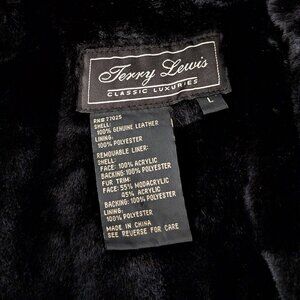 Terry Lewis
CLASSIC LUXURIES
L
RN# 77025
SHELL:
100% GENUINE LEATHER
LINING:
100% POLYESTER
REMOVABLE LINER:
SHELL:
FACE: 100% ACRYLIC
BACKING: 100% POLYESTER
FUR TRIM:
FACE: 55% MODACRYLIC
45% ACRYLIC
BACKING: 100% POLYESTER
LINING:
100% POLYESTER
MADE IN CHINA
SEE REVERSE FOR CARE